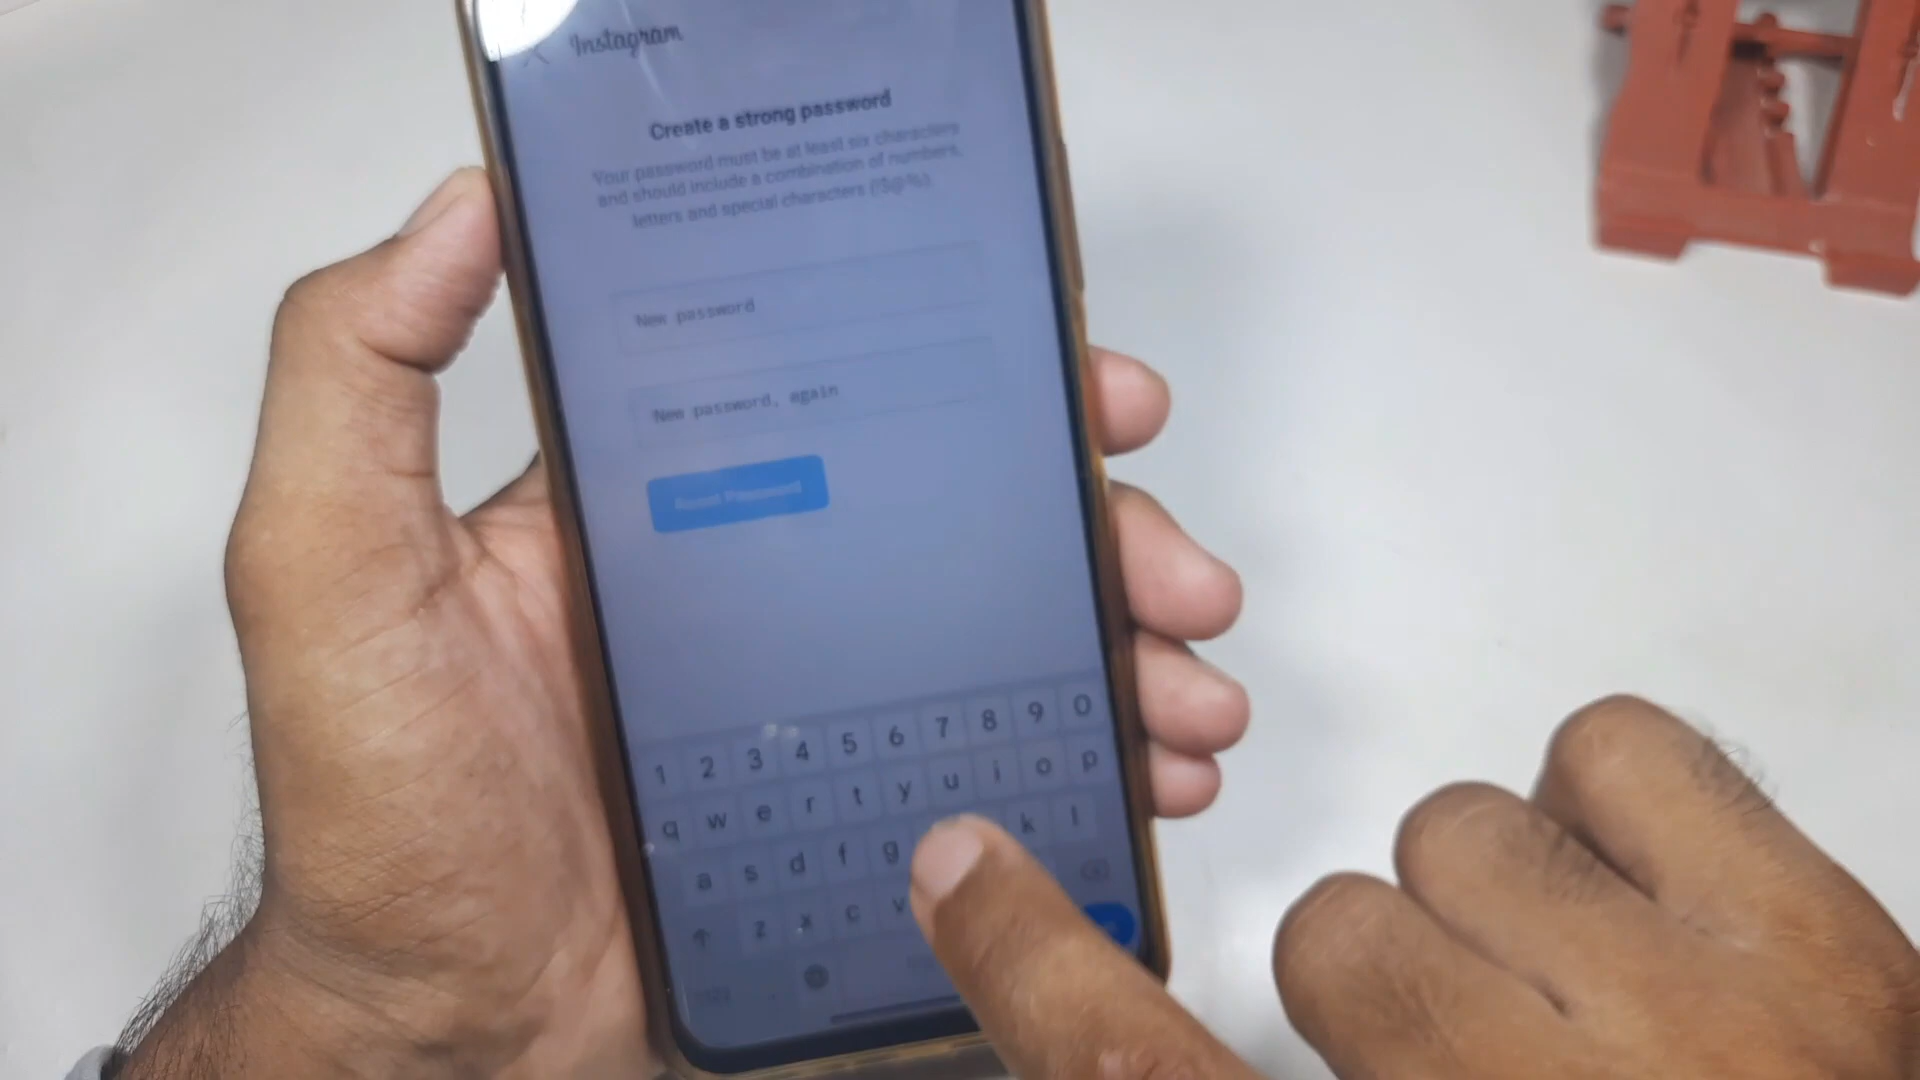 Instagram
Create a strong password
Your password must be at least six characters
and should include a combination of numbers,
letters and special characters (!$@%).
New password
New password, again
Reset Password
1 2 3 4 5 6 7 8 9 0
q w e r t y u i o p
a s d f g k l
z x c v